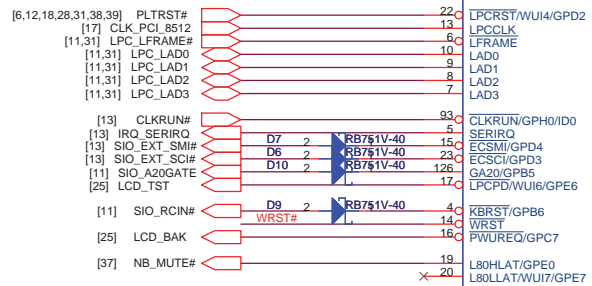 [6,12,18,28,31,38,39] PLTRST# 22 LPCRST/WUI4/GPD2
[17] CLK_PCI_8512 13 LPCCLK
[11,31] LPC_LFRAME# 6 LFRAME
[11,31] LPC_LAD0 10 LAD0
[11,31] LPC_LAD1 9 LAD1
[11,31] LPC_LAD2 8 LAD2
[11,31] LPC_LAD3 7 LAD3
[13] CLKRUN# 93 CLKRUN/GPH0/ID0
[13] IRQ_SERIRQ 5 SERIRQ
[13] SIO_EXT_SMI# D7 2 1 RB751V-40 15 ECSMI/GPD4
[13] SIO_EXT_SCI# D6 2 1 RB751V-40 23 ECSCI/GPD3
[11] SIO_A20GATE D10 2 1 RB751V-40 126 GA20/GPB5
[25] LCD_TST 17 LPCPD/WUI6/GPE6
[11] SIO_RCIN# D9 2 1 RB751V-40 4 KBRST/GPB6
WRST# 14 WRST
[25] LCD_BAK 16 PWUREQ/GPC7
[37] NB_MUTE# 19 L80HLAT/GPE0
20 L80LLAT/WUI7/GPE7